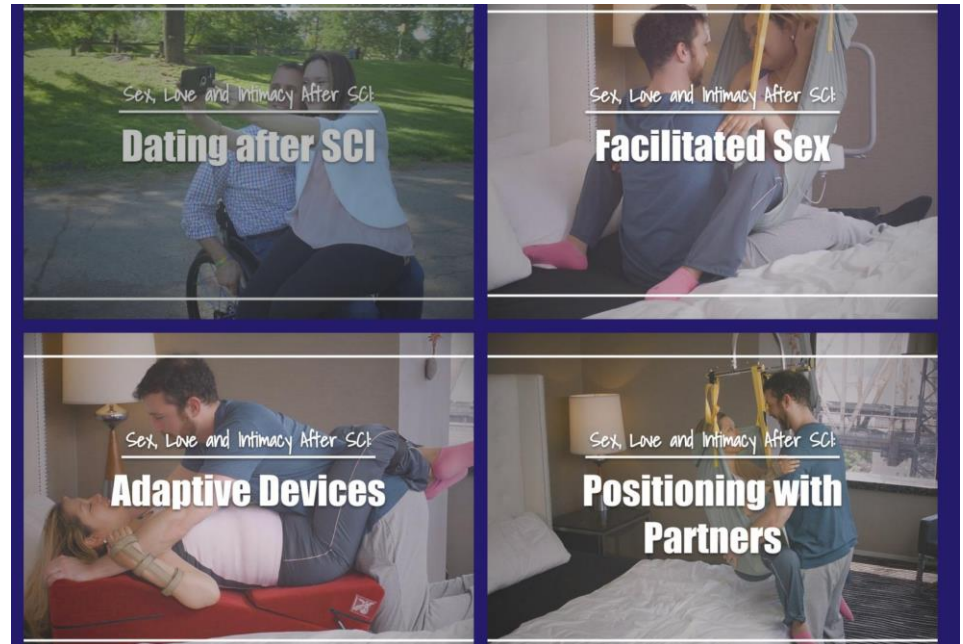 Sex, Love and Intimacy After SCI:
Dating after SCI
Sex, Love and Intimacy After SCI:
Facilitated Sex
Sex, Love and Intimacy After SCI:
Adaptive Devices
Sex, Love and Intimacy After SCI:
Positioning with
Partners